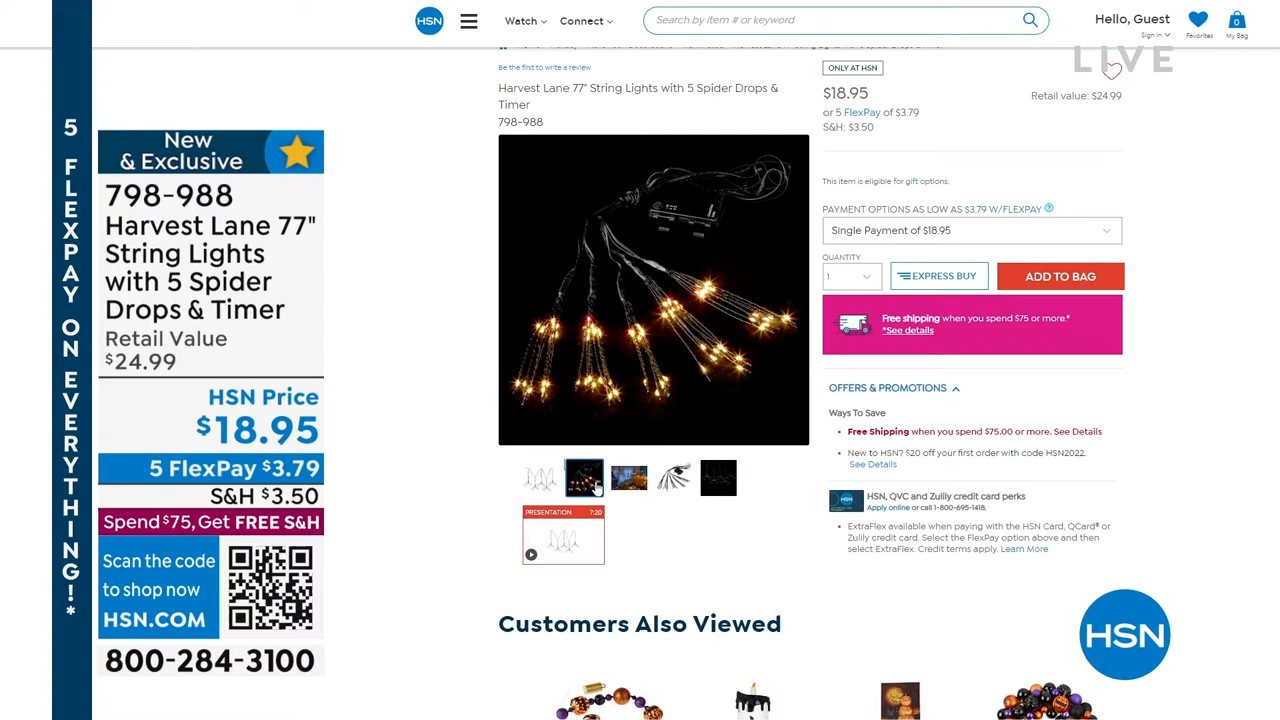 HSN
Watch
Connect
Search by item # or keyword
Hello, Guest
Sign In
Favorites
0
My Bag
LIVE
5 FLEXPAY ON EVERYTHING!*
New
& Exclusive
798-988
Harvest Lane 77"
String Lights
with 5 Spider
Drops & Timer
Retail Value
$24.99
HSN Price
$18.95
5 FlexPay $3.79
S&H $3.50
Spend $75, Get FREE S&H
Scan the code
to shop now
HSN.COM
800-284-3100
Be the first to write a review
Harvest Lane 77" String Lights with 5 Spider Drops &
Timer
798-988
PRESENTATION 7:20
ONLY AT HSN
$18.95
Retail value: $24.99
or 5 FlexPay of $3.79
S&H: $3.50
This item is eligible for gift options.
PAYMENT OPTIONS AS LOW AS $3.79 W/FLEXPAY ?
Single Payment of $18.95
QUANTITY
1
EXPRESS BUY
ADD TO BAG
Free shipping when you spend $75 or more.*
*See details
OFFERS & PROMOTIONS
Ways To Save
• Free Shipping when you spend $75.00 or more. See Details
• New to HSN? $20 off your first order with code HSN2022.
See Details
HSN
HSN, QVC and Zulily credit card perks
Apply online or call 1-800-695-1418.
• ExtraFlex available when paying with the HSN Card, QCard® or
Zulily credit card. Select the FlexPay option above and then
select ExtraFlex. Credit terms apply. Learn More
Customers Also Viewed
HSN